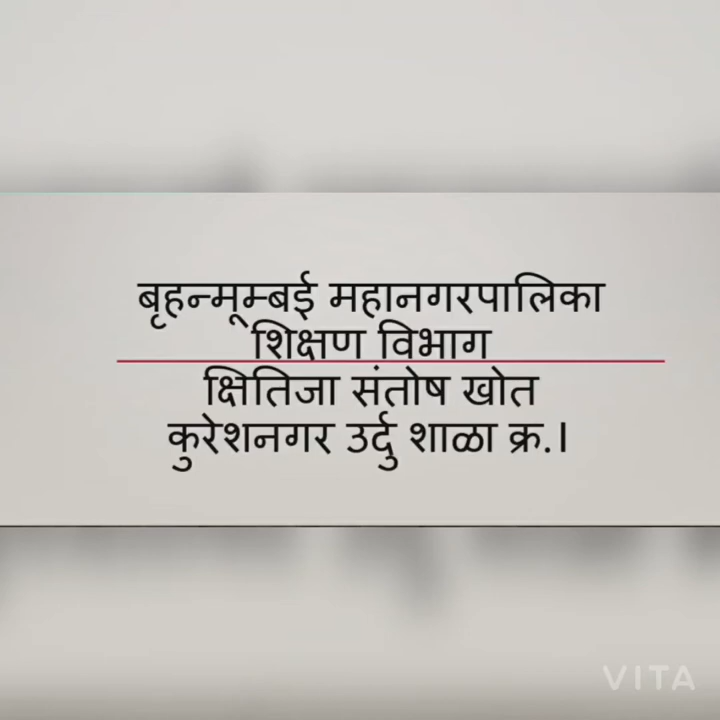 बृहन्मूम्बई महानगरपालिका
शिक्षण विभाग
क्षितिजा संतोष खोत
कुरेशनगर उर्दु शाळा क्र.I
VITA